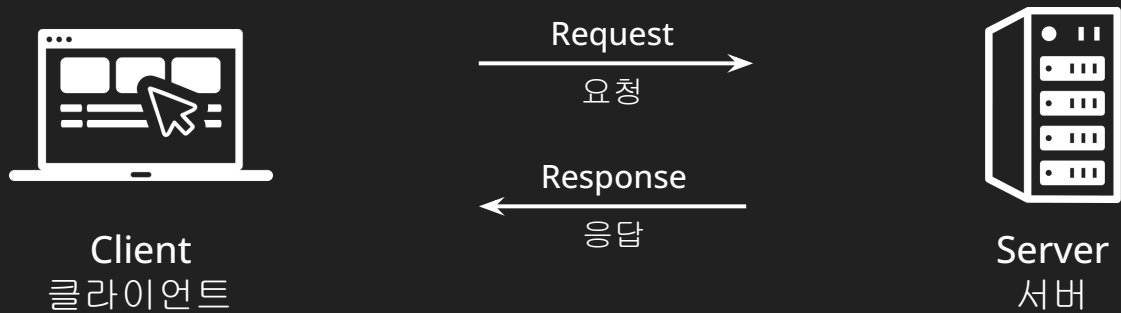 Request
요청
Response
응답
Client
클라이언트
Server
서버